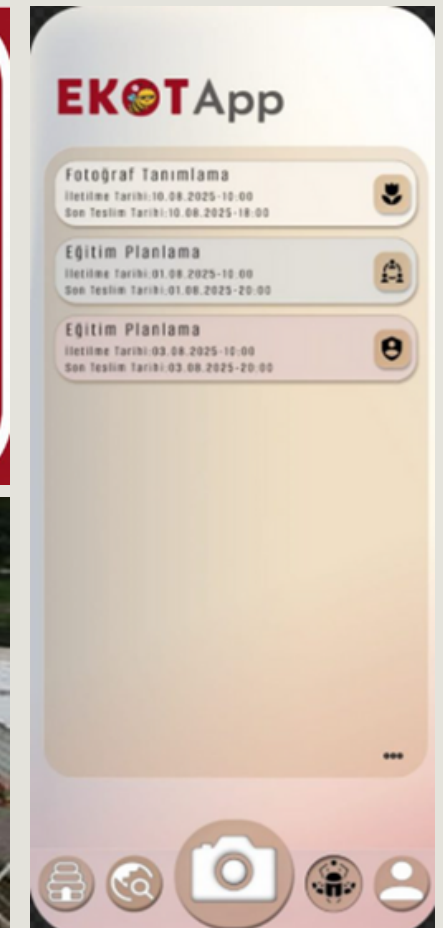 EKOTApp
Fotoğraf Tanımlama
İletilme Tarihi:10.08.2025-10:00
Son Teslim Tarihi:10.08.2025-18:00
Eğitim Planlama
İletilme Tarihi:01.08.2025-10:00
Son Teslim Tarihi:01.08.2025-20:00
Eğitim Planlama
İletilme Tarihi:03.08.2025-10:00
Son Teslim Tarihi:03.08.2025-20:00